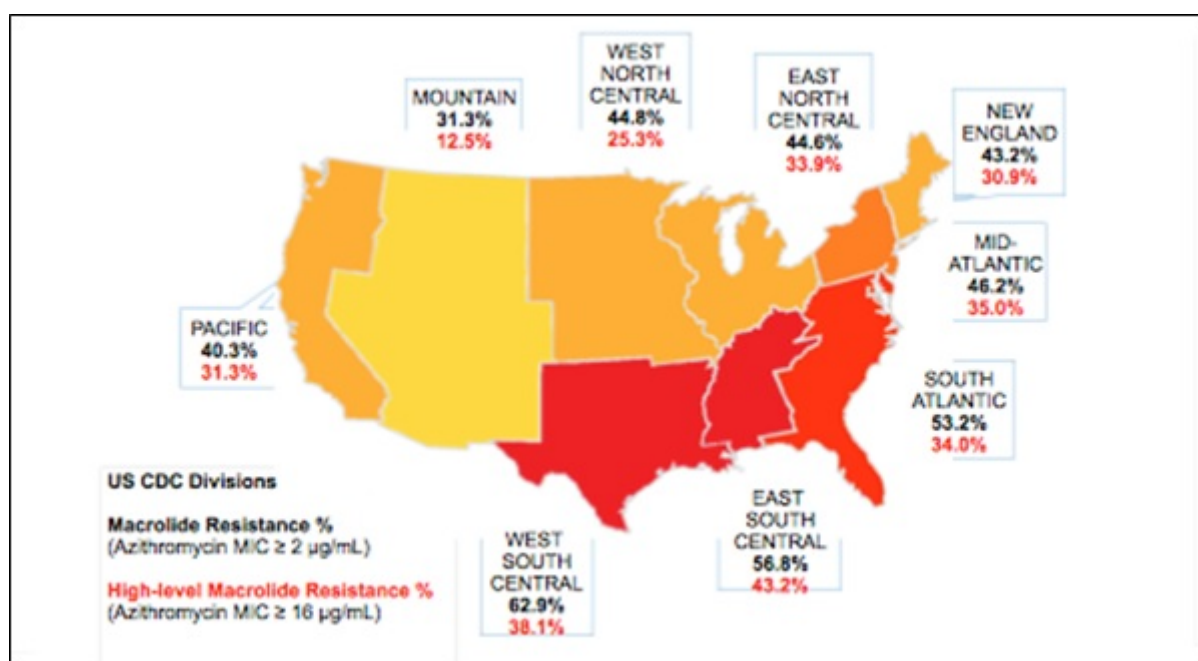 WEST
NORTH
CENTRAL
44.8%
25.3%
EAST
NORTH
CENTRAL
44.6%
33.9%
MOUNTAIN
31.3%
12.5%
NEW
ENGLAND
43.2%
30.9%
MID-
ATLANTIC
46.2%
35.0%
PACIFIC
40.3%
31.3%
SOUTH
ATLANTIC
53.2%
34.0%
US CDC Divisions
Macrolide Resistance %
(Azithromycin MIC ≥ 2 µg/mL)
High-level Macrolide Resistance %
(Azithromycin MIC ≥ 16 µg/mL)
WEST
SOUTH
CENTRAL
62.9%
38.1%
EAST
SOUTH
CENTRAL
56.8%
43.2%